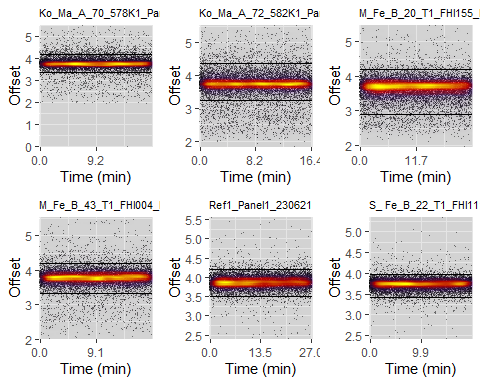 Ko_Ma_A_70_578K1_Pa
Ko_Ma_A_72_582K1_Pa
M_Fe_B_20_T1_FHI155_
Offset
5
4
3
2
1
0
0.0
9.2
Time (min)
Offset
5
4
3
2
0.0
8.2
16.4
Time (min)
Offset
5
4
3
2
0.0
11.7
Time (min)
M_Fe_B_43_T1_FHI004_
Ref1_Panel1_230621
S_ Fe_B_22_T1_FHI11
Offset
5
4
3
2
0.0
9.1
Time (min)
Offset
5.5
5.0
4.5
4.0
3.5
3.0
2.5
0.0
13.5
27.0
Time (min)
Offset
5.0
4.5
4.0
3.5
3.0
2.5
0.0
9.9
Time (min)